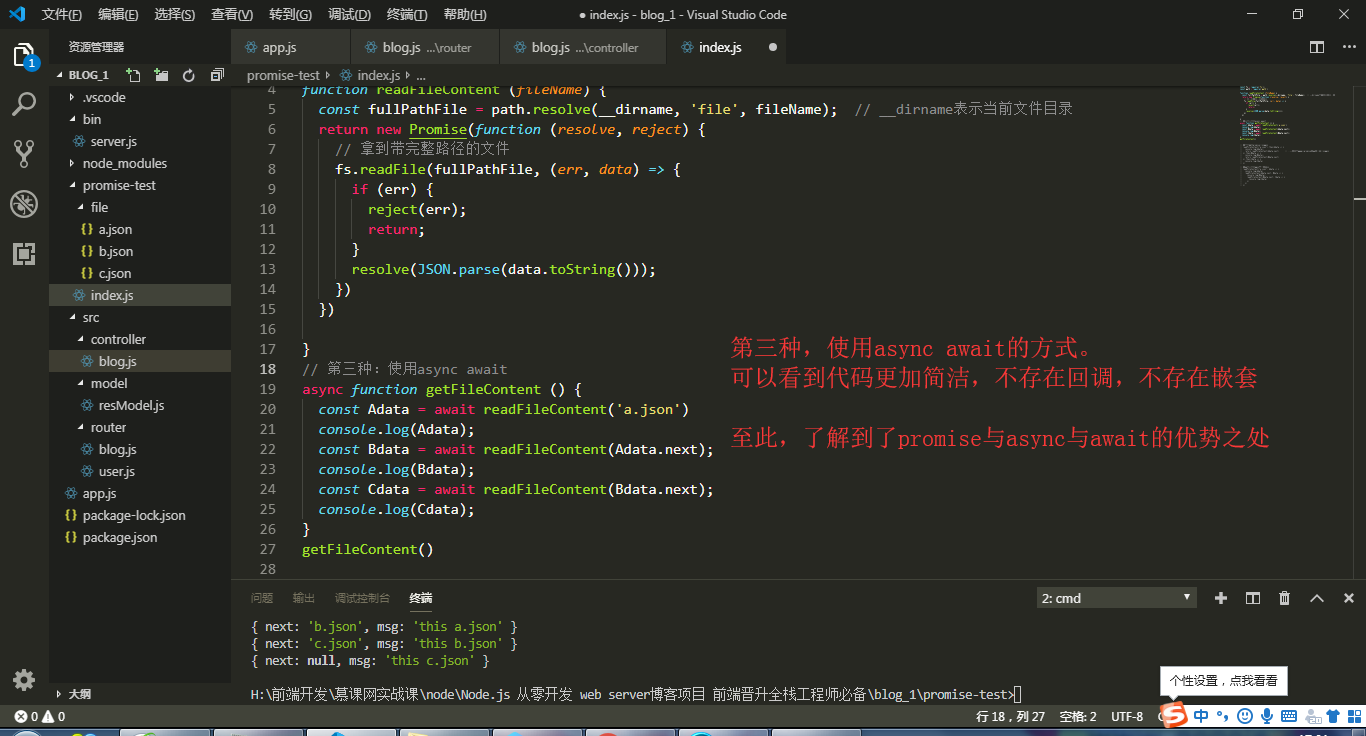 文件(F) 编辑(E) 选择(S) 查看(V) 转到(G) 调试(D) 终端(T) 帮助(H) ● index.js - blog_1 - Visual Studio Code
资源管理器 app.js blog.js ...\router blog.js ...\controller index.js ●
1
BLOG_1
promise-test › index.js › ...
.vscode
bin
server.js
node_modules
promise-test
file
a.json
b.json
c.json
index.js
src
controller
blog.js
model
resModel.js
router
blog.js
user.js
app.js
package-lock.json
package.json
大纲
4 function readFileContent (fileName) {
5 const fullPathFile = path.resolve(__dirname, 'file', fileName); // __dirname表示当前文件目录
6 return new Promise(function (resolve, reject) {
7 // 拿到带完整路径的文件
8 fs.readFile(fullPathFile, (err, data) => {
9 if (err) {
10 reject(err);
11 return;
12 }
13 resolve(JSON.parse(data.toString()));
14 })
15 })
16
17 }
18 // 第三种：使用async await
19 async function getFileContent () {
20 const Adata = await readFileContent('a.json')
21 console.log(Adata);
22 const Bdata = await readFileContent(Adata.next);
23 console.log(Bdata);
24 const Cdata = await readFileContent(Bdata.next);
25 console.log(Cdata);
26 }
27 getFileContent()
28
第三种，使用async await的方式。
可以看到代码更加简洁，不存在回调，不存在嵌套
至此，了解到了promise与async与await的优势之处
问题 输出 调试控制台 终端 2: cmd
{ next: 'b.json', msg: 'this a.json' }
{ next: 'c.json', msg: 'this b.json' }
{ next: null, msg: 'this c.json' }
H:\前端开发\慕课网实战课\node\Node.js 从零开发 web server博客项目 前端晋升全栈工程师必备\blog_1\promise-test>
个性设置，点我看看
0 0 行 18，列 27 空格: 2 UTF-8
S 中